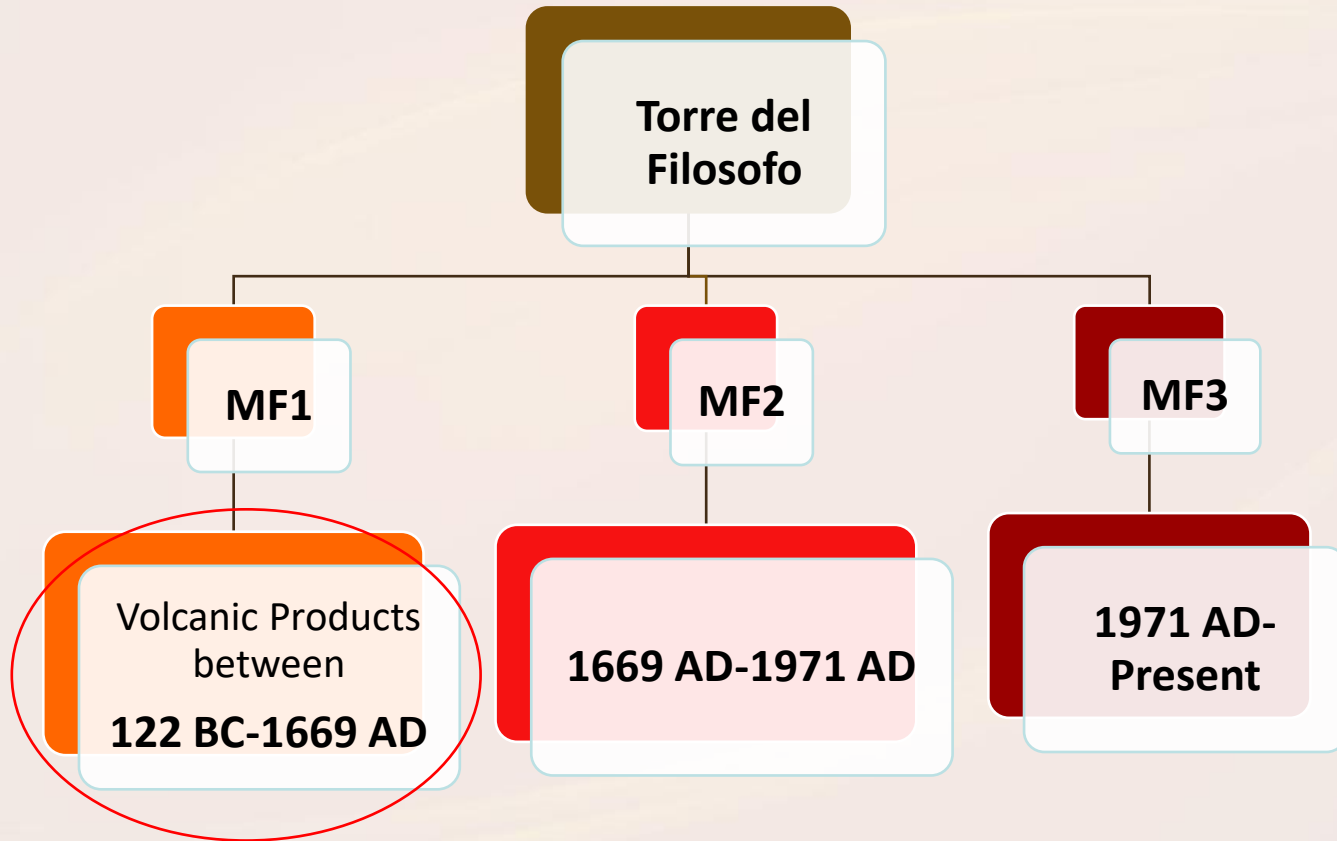 Torre del
Filosofo
MF1
MF2
MF3
Volcanic Products
between
122 BC-1669 AD
1669 AD-1971 AD
1971 AD-
Present